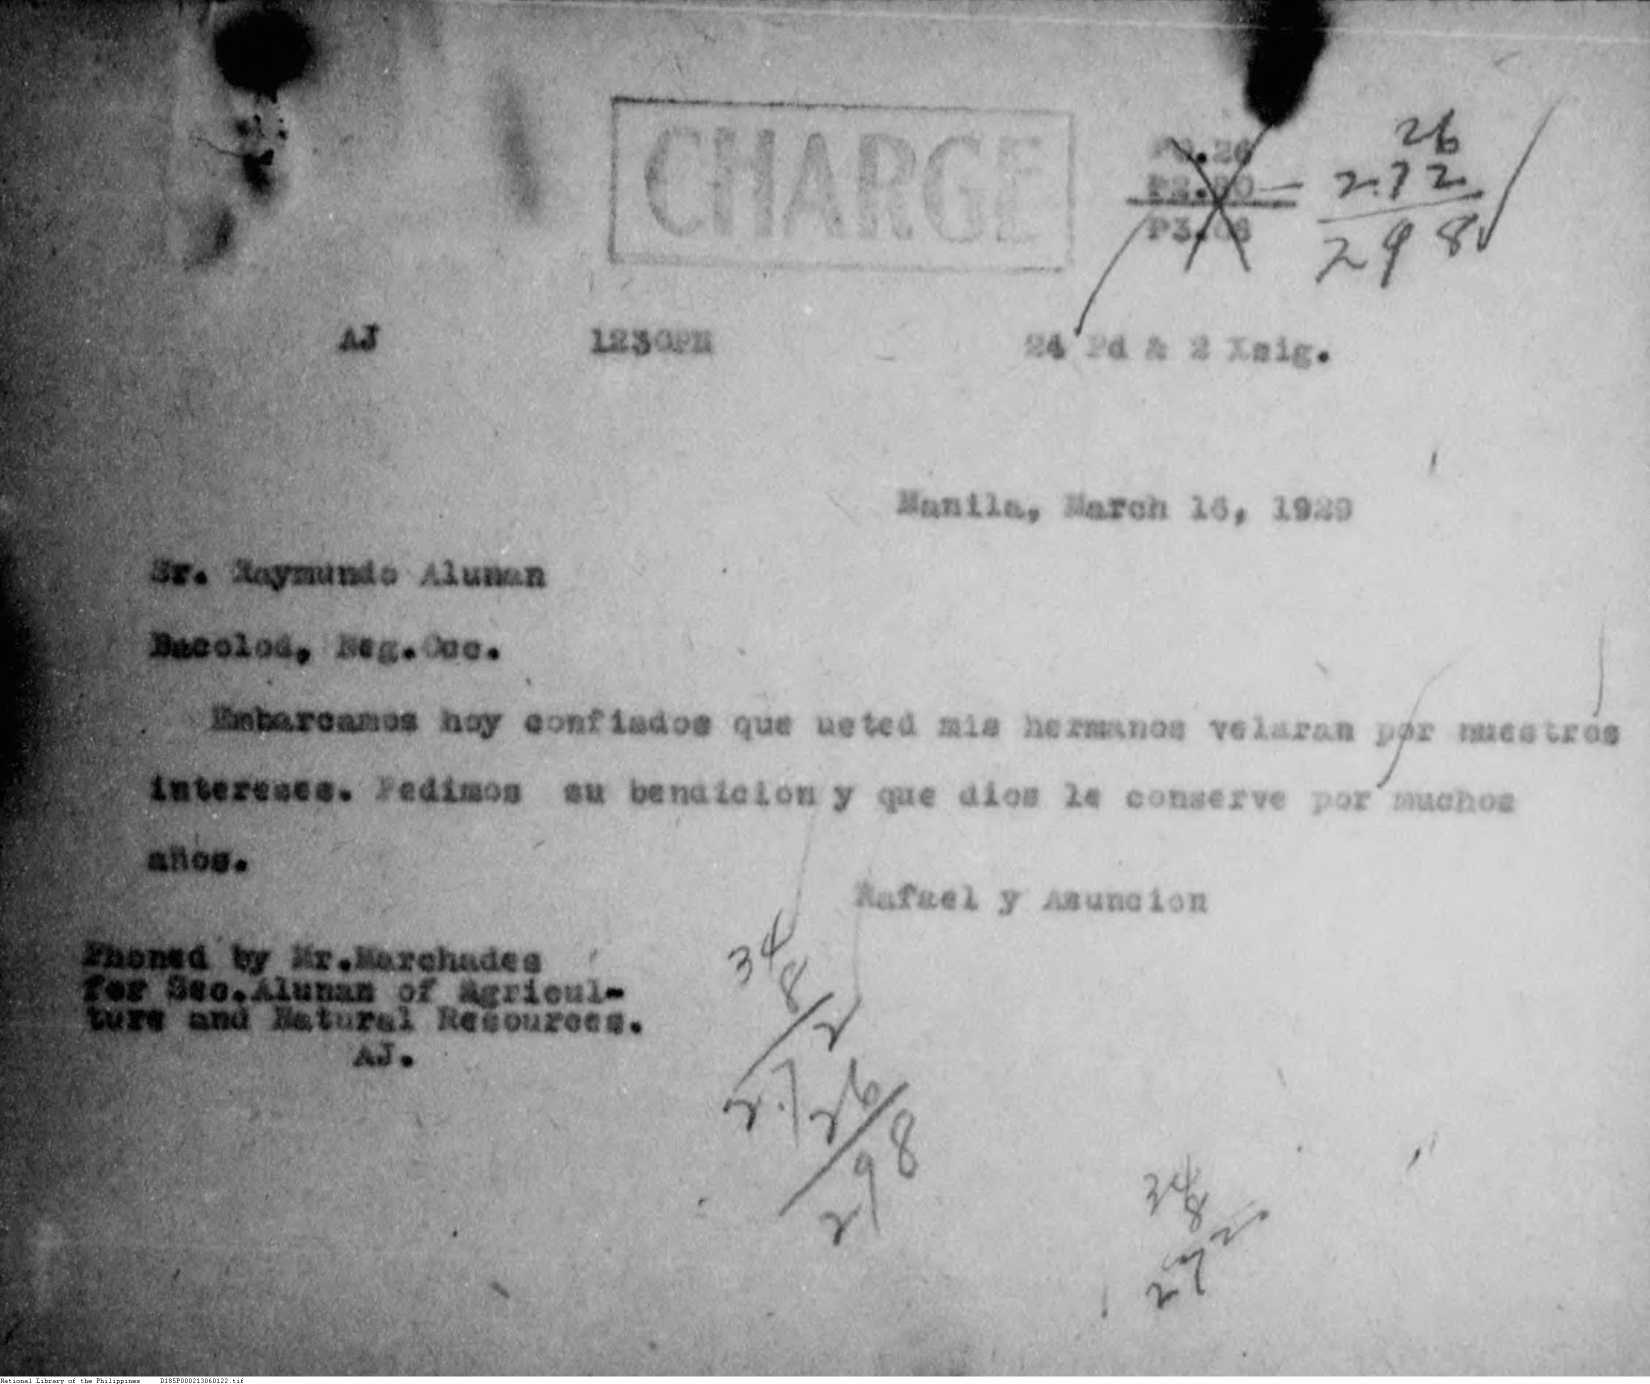 CHARGE
26
2.72
298
AJ 1230PM 24 Pd & 2 Xsig.
Manila, March 16, 1929
Sr. Raymundo Alunan
Bacolod, Neg.Occ.
Embarcamos hoy confiados que usted mis hermanos velaran por nuestros
intereses. Pedimos su bendicion y que dios le conserve por muchos
años.
Rafael y Asuncion
Phoned by Mr.Marchades
for Sec.Alunan of Agricul-
ture and Natural Resources.
AJ.
34
8
2.72
26
298
34
8
272
National Library of the Philippines D185P000213060122.tif